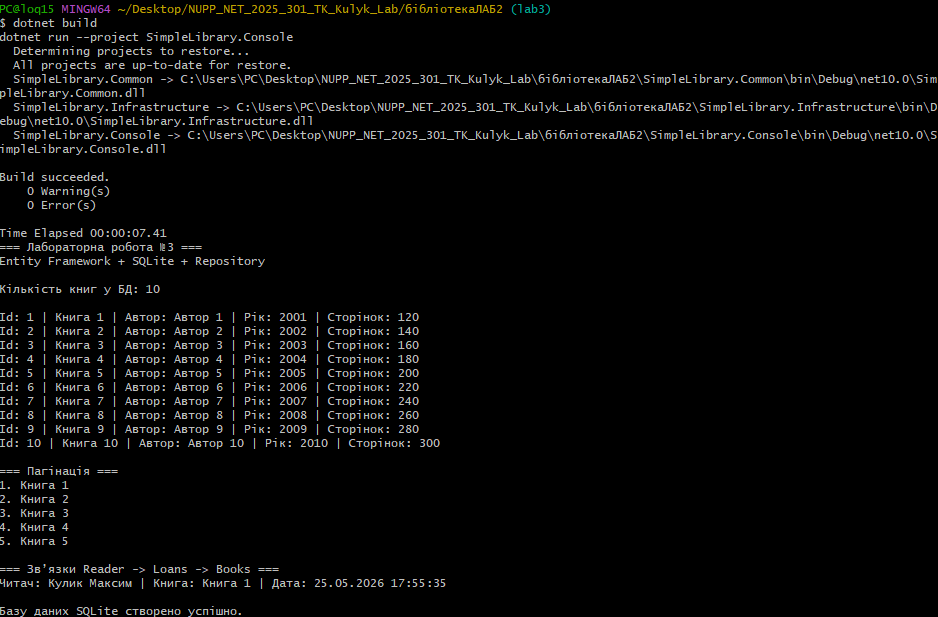 PC@loq15 MINGW64 ~/Desktop/NUPP_NET_2025_301_TK_Kulyk_Lab/бібліотекаЛАБ2 (lab3)
$ dotnet build
dotnet run --project SimpleLibrary.Console
  Determining projects to restore...
  All projects are up-to-date for restore.
  SimpleLibrary.Common -> C:\Users\PC\Desktop\NUPP_NET_2025_301_TK_Kulyk_Lab\бібліотекаЛАБ2\SimpleLibrary.Common\bin\Debug\net10.0\Sim
pleLibrary.Common.dll
  SimpleLibrary.Infrastructure -> C:\Users\PC\Desktop\NUPP_NET_2025_301_TK_Kulyk_Lab\бібліотекаЛАБ2\SimpleLibrary.Infrastructure\bin\D
ebug\net10.0\SimpleLibrary.Infrastructure.dll
  SimpleLibrary.Console -> C:\Users\PC\Desktop\NUPP_NET_2025_301_TK_Kulyk_Lab\бібліотекаЛАБ2\SimpleLibrary.Console\bin\Debug\net10.0\S
impleLibrary.Console.dll

Build succeeded.
    0 Warning(s)
    0 Error(s)

Time Elapsed 00:00:07.41
=== Лабораторна робота №3 ===
Entity Framework + SQLite + Repository

Кількість книг у БД: 10

Id: 1 | Книга 1 | Автор: Автор 1 | Рік: 2001 | Сторінок: 120
Id: 2 | Книга 2 | Автор: Автор 2 | Рік: 2002 | Сторінок: 140
Id: 3 | Книга 3 | Автор: Автор 3 | Рік: 2003 | Сторінок: 160
Id: 4 | Книга 4 | Автор: Автор 4 | Рік: 2004 | Сторінок: 180
Id: 5 | Книга 5 | Автор: Автор 5 | Рік: 2005 | Сторінок: 200
Id: 6 | Книга 6 | Автор: Автор 6 | Рік: 2006 | Сторінок: 220
Id: 7 | Книга 7 | Автор: Автор 7 | Рік: 2007 | Сторінок: 240
Id: 8 | Книга 8 | Автор: Автор 8 | Рік: 2008 | Сторінок: 260
Id: 9 | Книга 9 | Автор: Автор 9 | Рік: 2009 | Сторінок: 280
Id: 10 | Книга 10 | Автор: Автор 10 | Рік: 2010 | Сторінок: 300

=== Пагінація ===
1. Книга 1
2. Книга 2
3. Книга 3
4. Книга 4
5. Книга 5

=== Зв'язки Reader -> Loans -> Books ===
Читач: Кулик Максим | Книга: Книга 1 | Дата: 25.05.2026 17:55:35

Базу даних SQLite створено успішно.